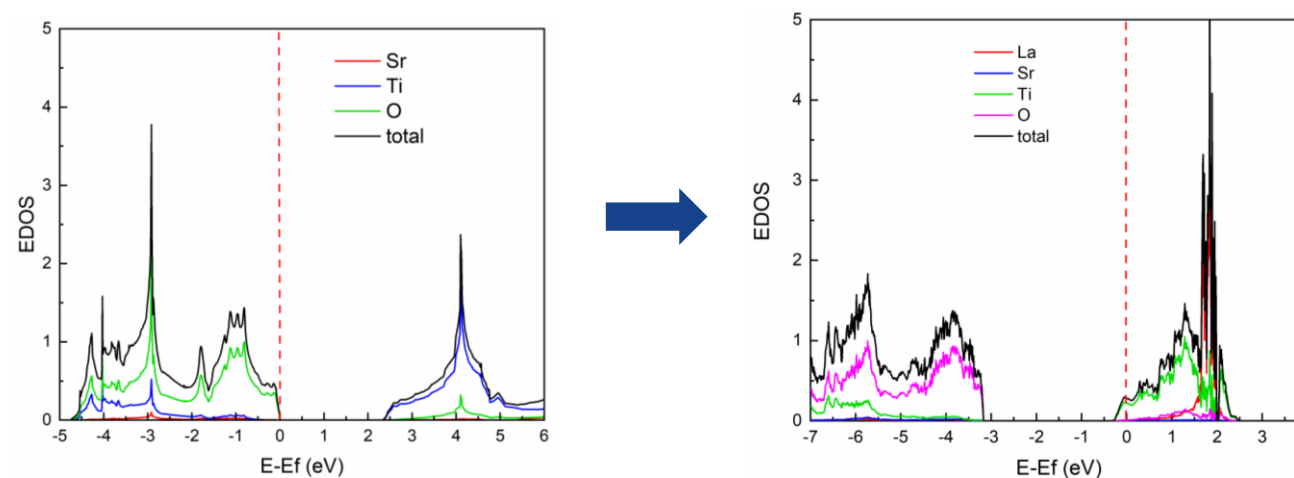 5
4
3
2
1
0
EDOS
Sr
Ti
O
total
-5 -4 -3 -2 -1 0 1 2 3 4 5 6
E-Ef (eV)
5
4
3
2
1
0
EDOS
La
Sr
Ti
O
total
-7 -6 -5 -4 -3 -2 -1 0 1 2 3
E-Ef (eV)